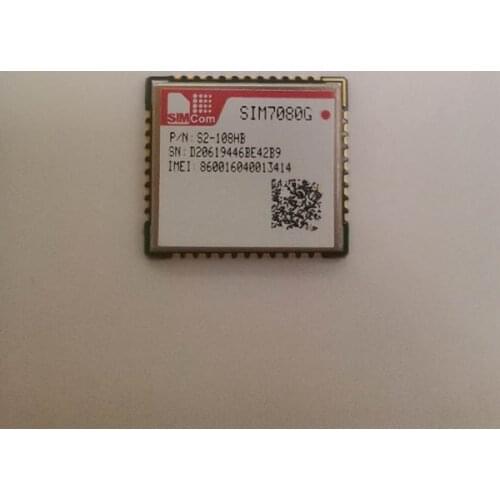 SIMCom
SIM7080G
P/N: S2-108HB
SN: D20619446BE42B9
IMEI: 860016040013414